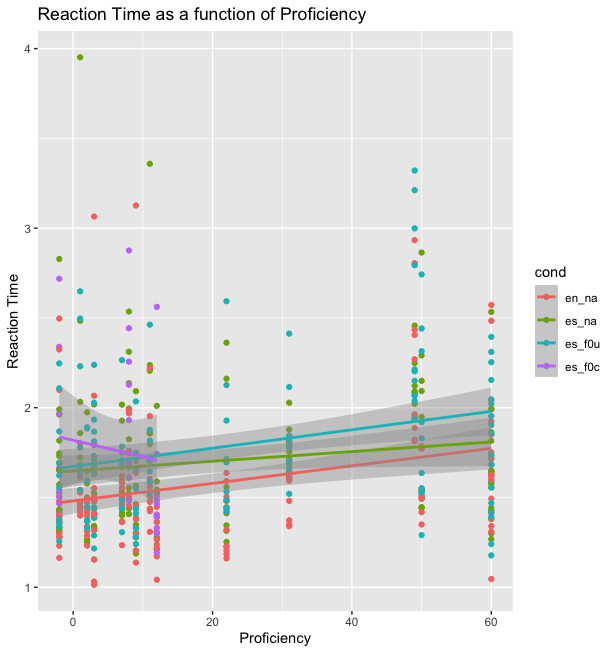 Reaction Time as a function of Proficiency
4
3
2
1
Reaction Time
0
20
40
60
Proficiency
cond
en_na
es_na
es_f0u
es_f0c